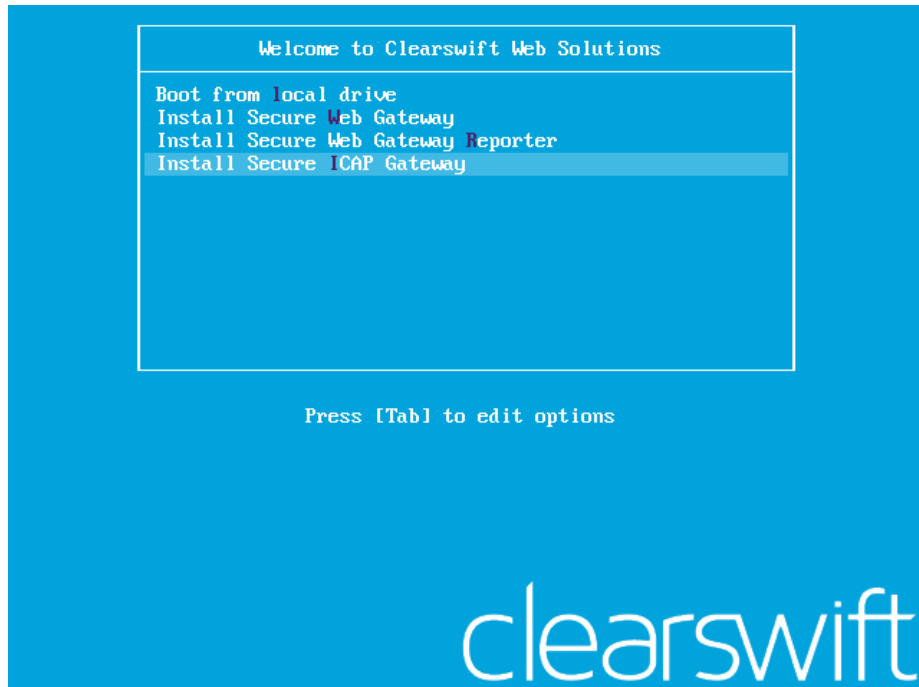 Welcome to Clearswift Web Solutions
Boot from local drive
Install Secure Web Gateway
Install Secure Web Gateway Reporter
Install Secure ICAP Gateway
Press [Tab] to edit options
clearswift